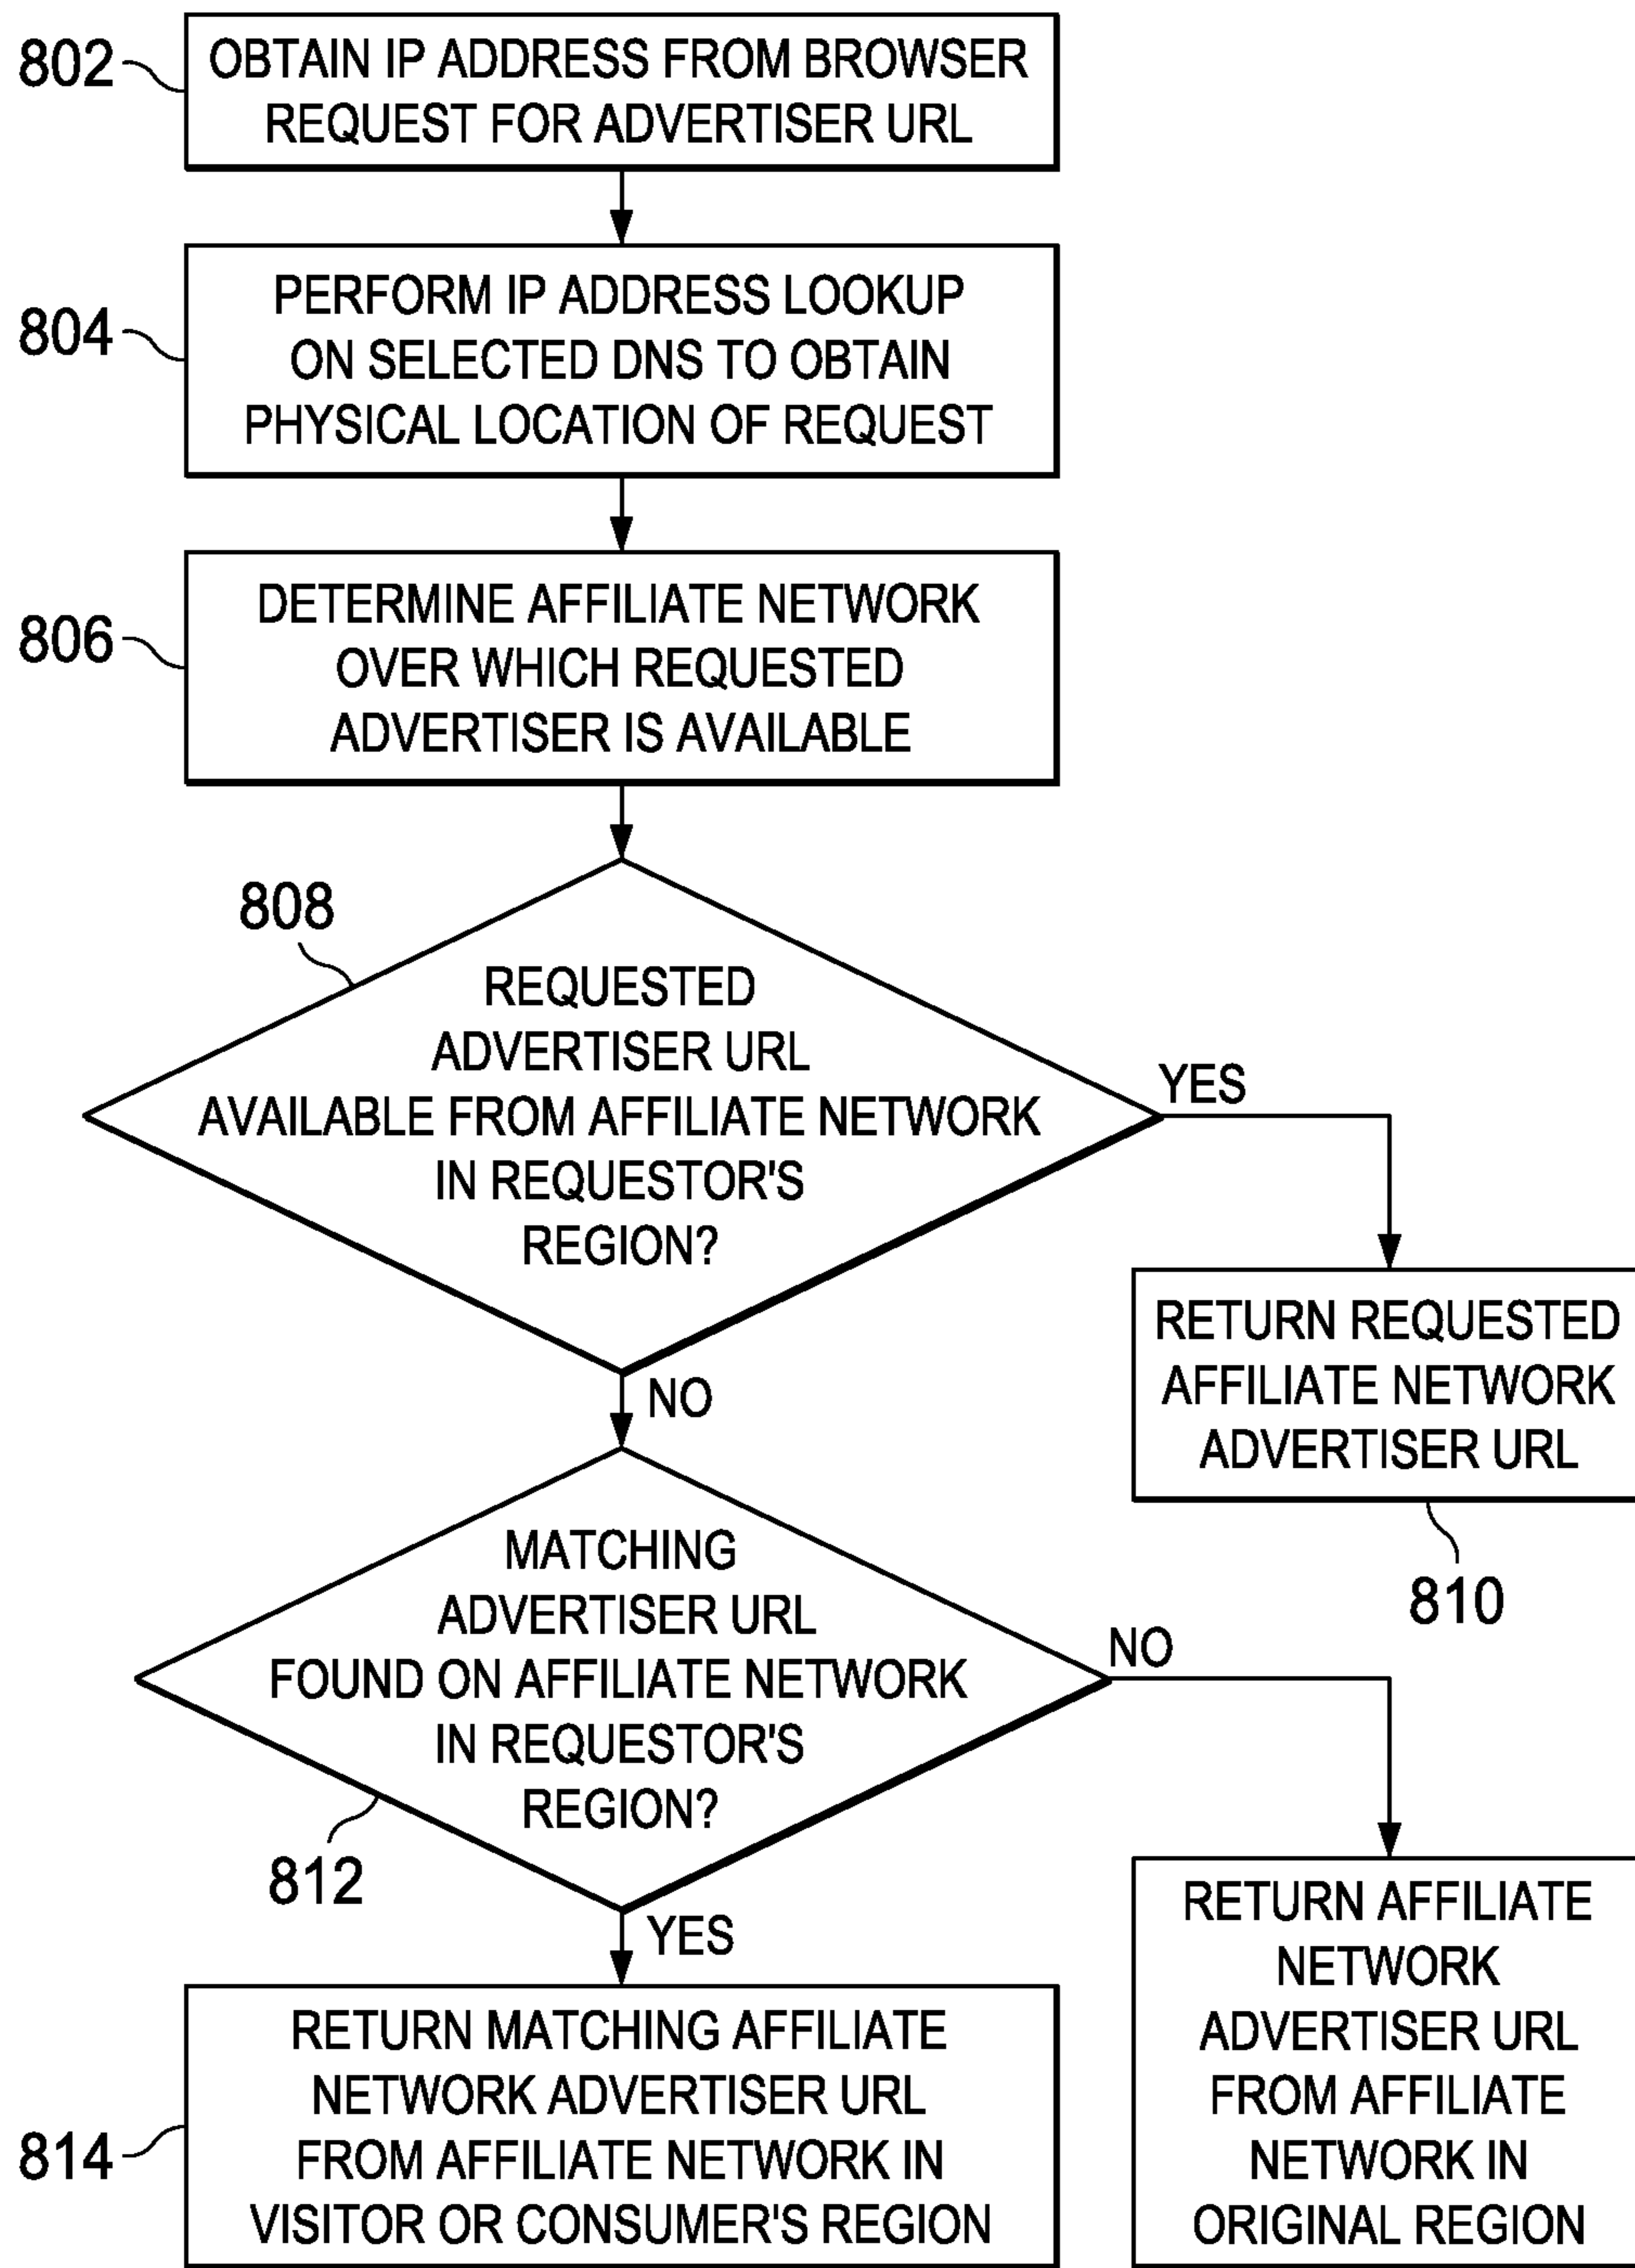 802
OBTAIN IP ADDRESS FROM BROWSER
REQUEST FOR ADVERTISER URL
804
PERFORM IP ADDRESS LOOKUP
ON SELECTED DNS TO OBTAIN
PHYSICAL LOCATION OF REQUEST
806
DETERMINE AFFILIATE NETWORK
OVER WHICH REQUESTED
ADVERTISER IS AVAILABLE
808
REQUESTED
ADVERTISER URL
AVAILABLE FROM AFFILIATE NETWORK
IN REQUESTOR'S
REGION?
YES
RETURN REQUESTED
AFFILIATE NETWORK
ADVERTISER URL
810
NO
MATCHING
ADVERTISER URL
FOUND ON AFFILIATE NETWORK
IN REQUESTOR'S
REGION?
812
NO
RETURN AFFILIATE
NETWORK
ADVERTISER URL
FROM AFFILIATE
NETWORK IN
ORIGINAL REGION
YES
814
RETURN MATCHING AFFILIATE
NETWORK ADVERTISER URL
FROM AFFILIATE NETWORK IN
VISITOR OR CONSUMER'S REGION